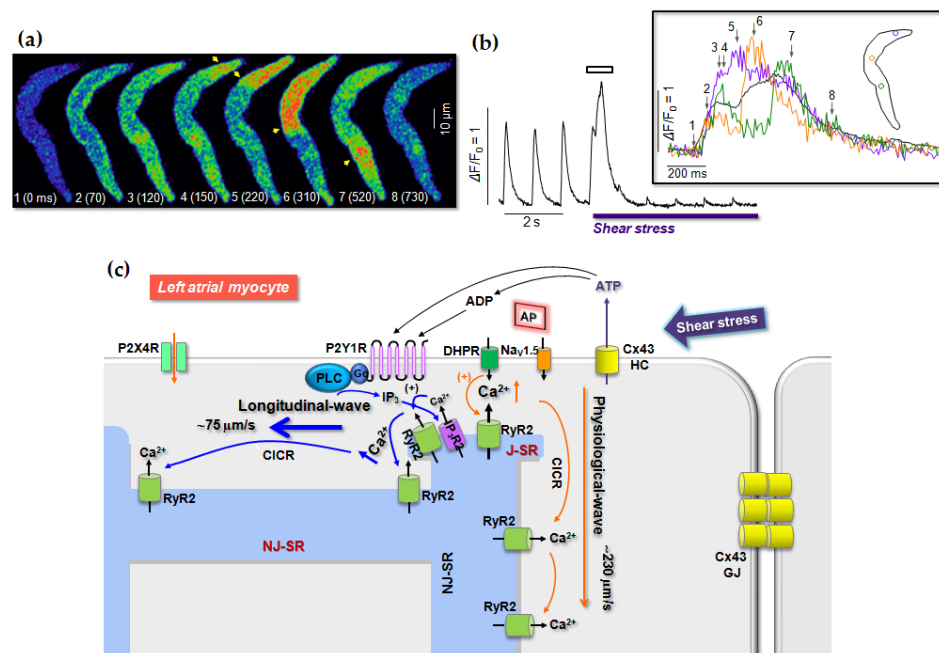 (a)
10 µm
1 (0 ms) 2 (70) 3 (120) 4 (150) 5 (220) 6 (310) 7 (520) 8 (730)
(b)
ΔF/F₀ = 1
2 s
Shear stress
ΔF/F₀ = 1
200 ms
1
2
3
4
5
6
7
8
(c)
Left atrial myocyte
ATP
ADP
AP
Shear stress
P2X4R
P2Y1R
DHPR
Naᵥ1.5
Cx43
HC
PLC
Gq
(+)
(+)
IP₃
Ca²⁺
Ca²⁺
Longitudinal-wave
~75 µm/s
Ca²⁺
RyR2
IP₃R2
RyR2
J-SR
Ca²⁺
CICR
RyR2
RyR2
CICR
Physiological-wave
~230 µm/s
NJ-SR
NJ-SR
RyR2
Ca²⁺
RyR2
Ca²⁺
Cx43
GJ